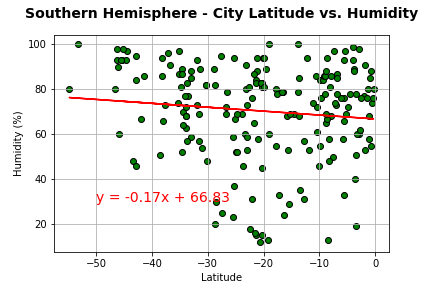 Southern Hemisphere - City Latitude vs. Humidity
100
80
60
40
20
Humidity (%)
y = -0.17x + 66.83
−50
−40
−30
−20
−10
0
Latitude